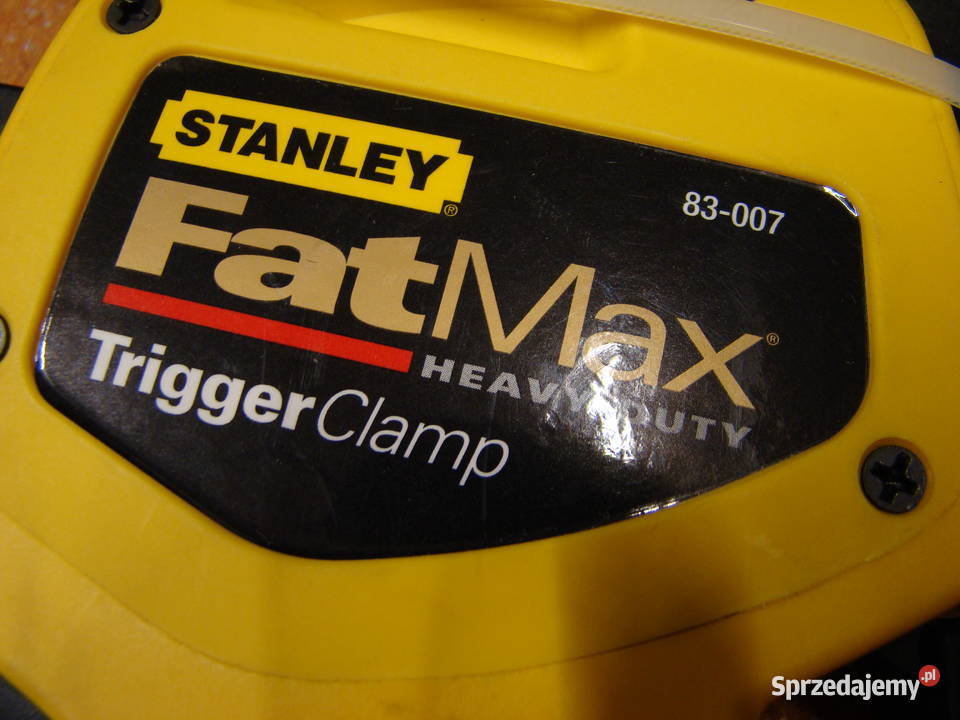 STANLEY®
83-007
FatMax®
HEAVY DUTY
TriggerClamp
Sprzedajemy.pl